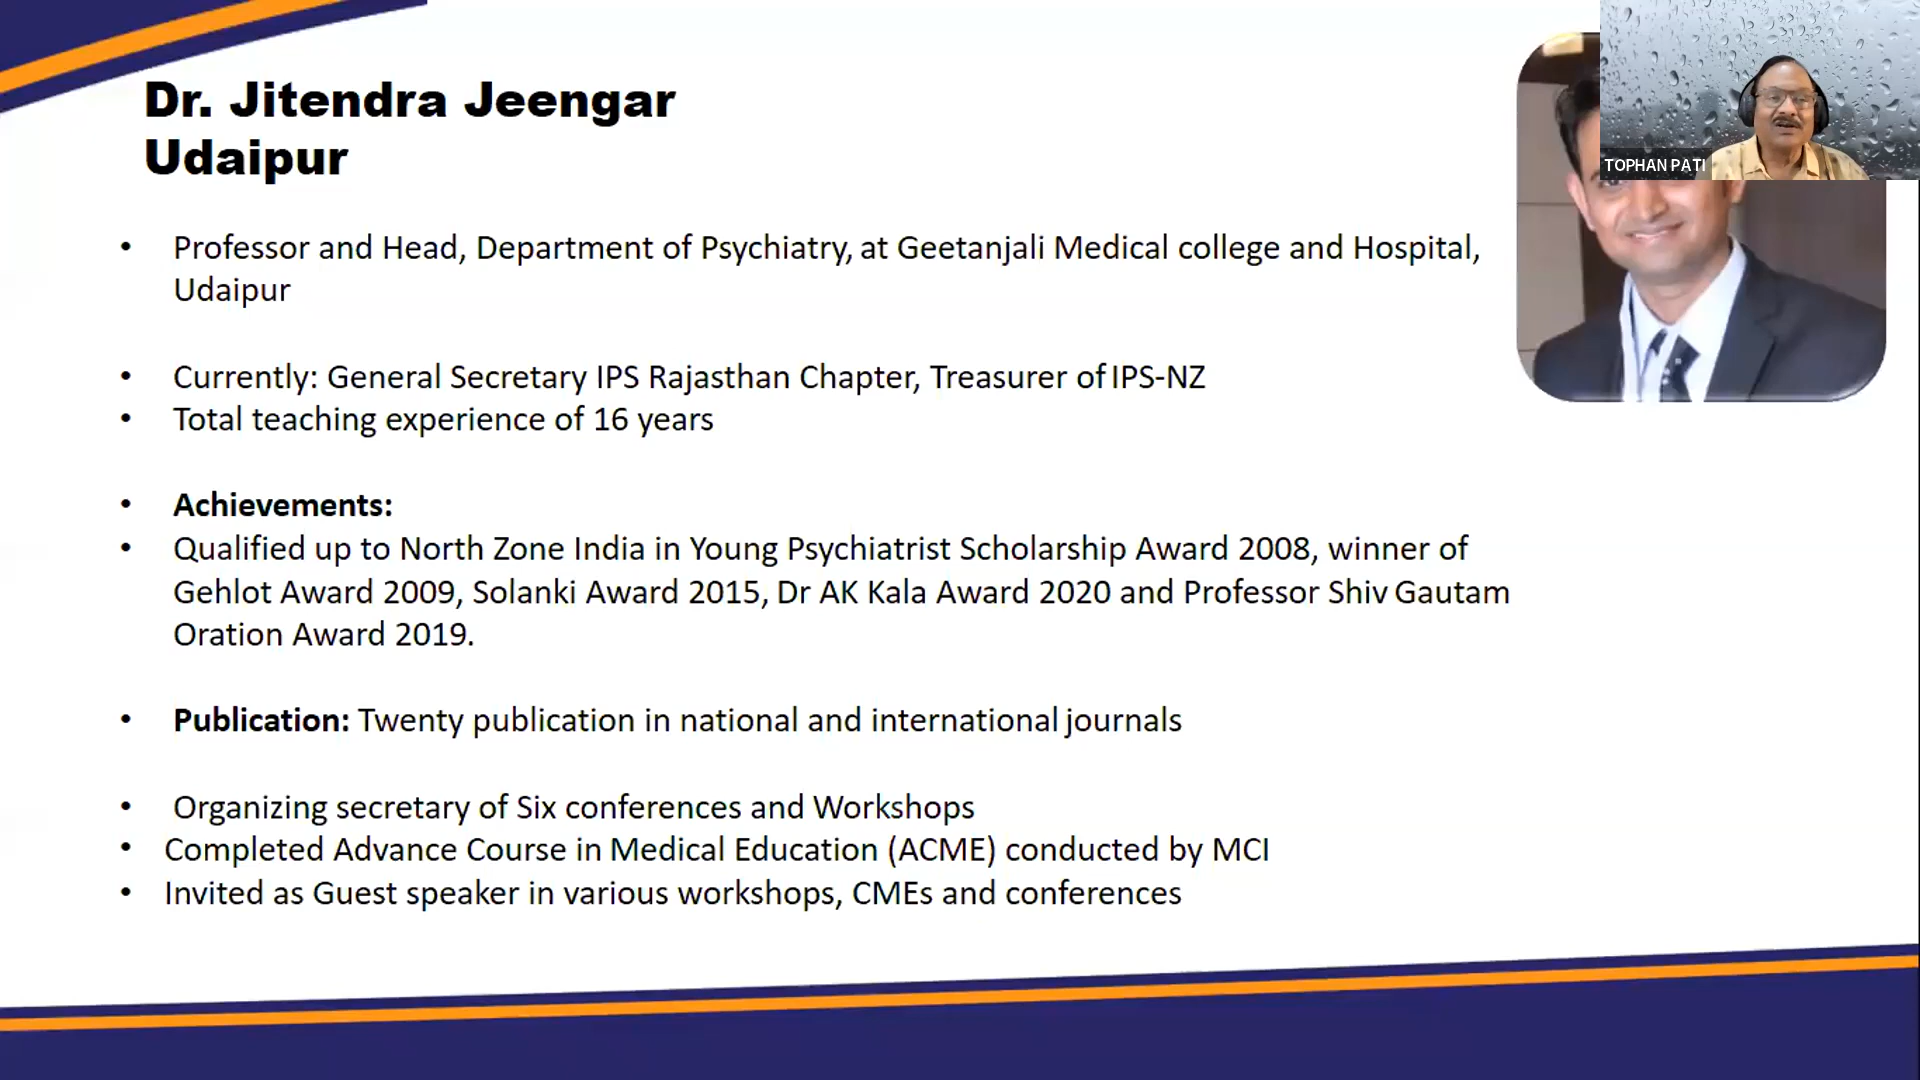 Dr. Jitendra Jeengar
Udaipur
TOPHAN PATI
• Professor and Head, Department of Psychiatry, at Geetanjali Medical college and Hospital,
Udaipur
• Currently: General Secretary IPS Rajasthan Chapter, Treasurer of IPS-NZ
• Total teaching experience of 16 years
• Achievements:
• Qualified up to North Zone India in Young Psychiatrist Scholarship Award 2008, winner of
Gehlot Award 2009, Solanki Award 2015, Dr AK Kala Award 2020 and Professor Shiv Gautam
Oration Award 2019.
• Publication: Twenty publication in national and international journals
• Organizing secretary of Six conferences and Workshops
• Completed Advance Course in Medical Education (ACME) conducted by MCI
• Invited as Guest speaker in various workshops, CMEs and conferences